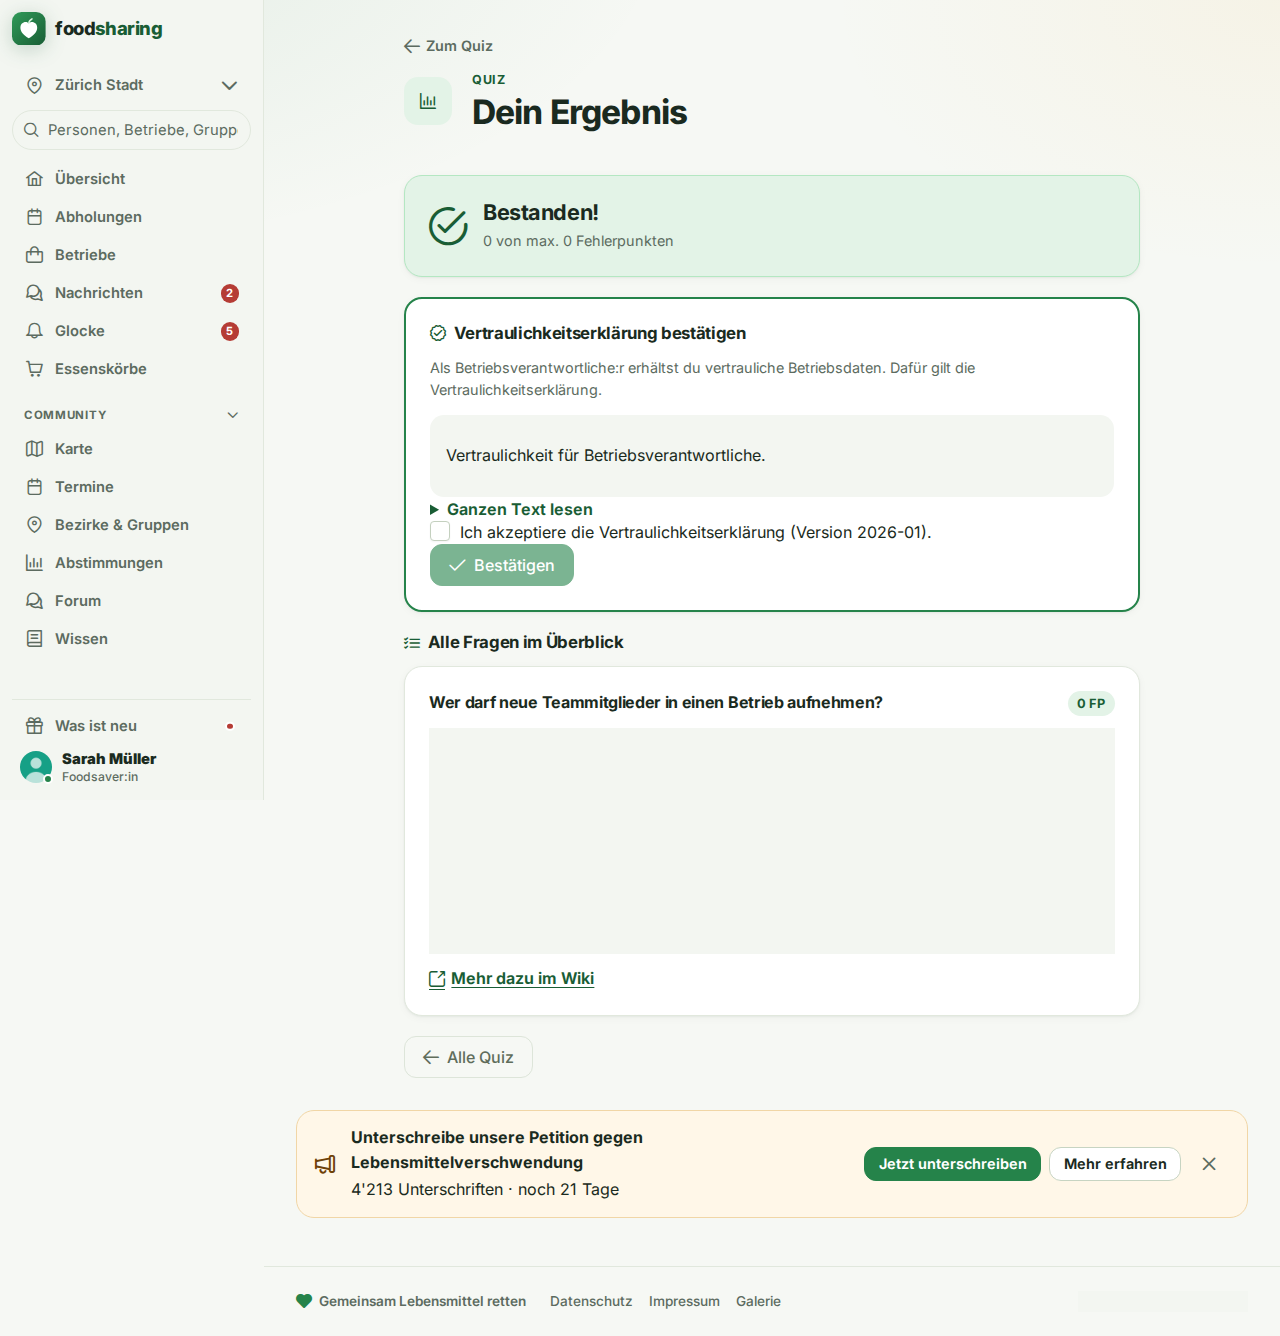 foodsharing
Zürich Stadt
Personen, Betriebe, Grupp
Übersicht
Abholungen
Betriebe
Nachrichten 2
Glocke 5
Essenskörbe
COMMUNITY
Karte
Termine
Bezirke & Gruppen
Abstimmungen
Forum
Wissen
Was ist neu
Sarah Müller
Foodsaver:in
Zum Quiz
QUIZ
Dein Ergebnis
Bestanden!
0 von max. 0 Fehlerpunkten
Vertraulichkeitserklärung bestätigen
Als Betriebsverantwortliche:r erhältst du vertrauliche Betriebsdaten. Dafür gilt die
Vertraulichkeitserklärung.
Vertraulichkeit für Betriebsverantwortliche.
Ganzen Text lesen
Ich akzeptiere die Vertraulichkeitserklärung (Version 2026-01).
Bestätigen
Alle Fragen im Überblick
Wer darf neue Teammitglieder in einen Betrieb aufnehmen? 0 FP
Mehr dazu im Wiki
Alle Quiz
Unterschreibe unsere Petition gegen
Lebensmittelverschwendung
4'213 Unterschriften · noch 21 Tage
Jetzt unterschreiben Mehr erfahren
Gemeinsam Lebensmittel retten Datenschutz Impressum Galerie